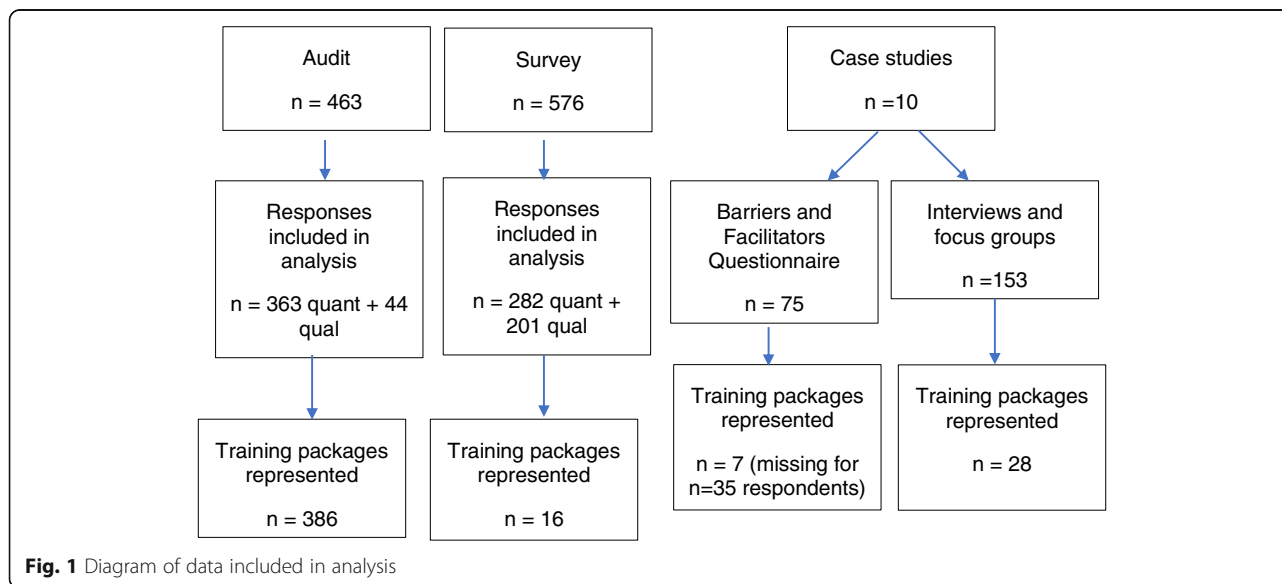 Audit
n = 463
Survey
n = 576
Case studies
n =10
Responses
included in
analysis
n = 363 quant + 44
qual
Responses
included in
analysis
n = 282 quant +
201 qual
Barriers and
Facilitators
Questionnaire
n = 75
Interviews and
focus groups
n =153
Training packages
represented
n = 386
Training packages
represented
n = 16
Training packages
represented
n = 7 (missing for
n=35 respondents)
Training packages
represented
n = 28
Fig. 1 Diagram of data included in analysis